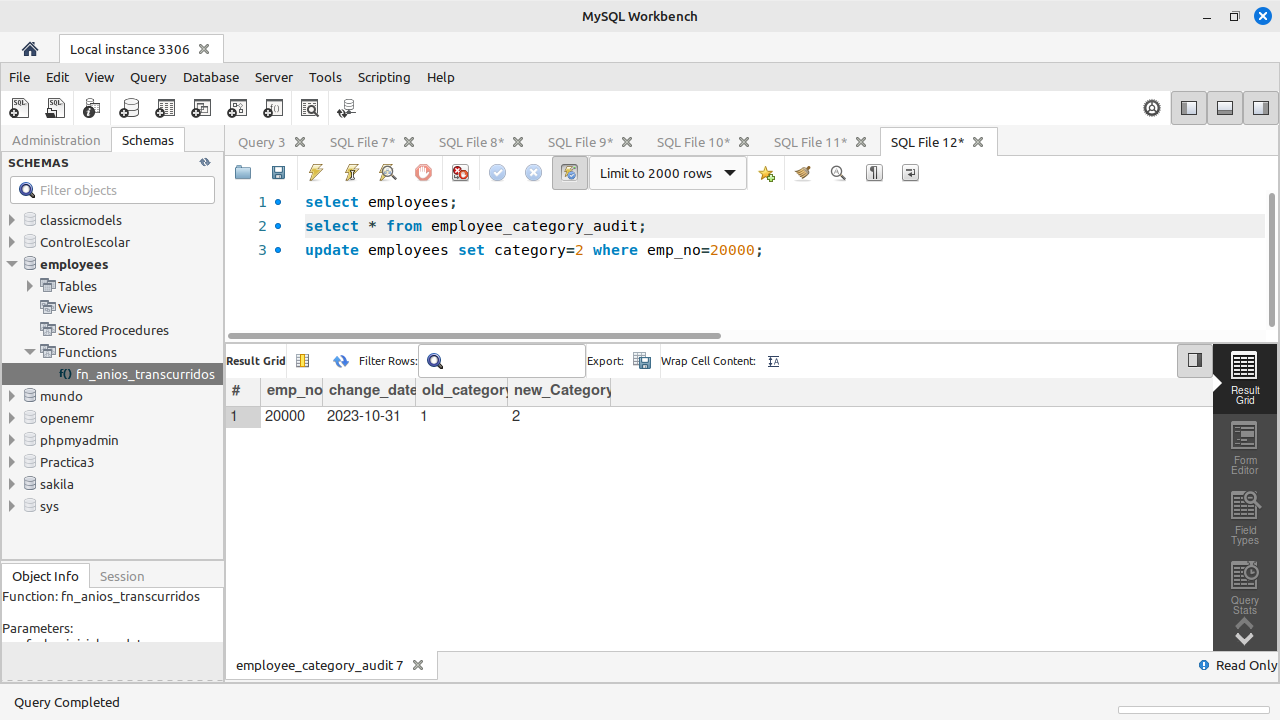 MySQL Workbench
Local instance 3306
File Edit View Query Database Server Tools Scripting Help
Administration Schemas
Query 3 SQL File 7* SQL File 8* SQL File 9* SQL File 10* SQL File 11* SQL File 12*
SCHEMAS
Filter objects
classicmodels
ControlEscolar
employees
Tables
Views
Stored Procedures
Functions
f() fn_anios_transcurridos
mundo
openemr
phpmyadmin
Practica3
sakila
sys
Object Info Session
Function: fn_anios_transcurridos
Parameters:
Limit to 2000 rows
1 select employees;
2 select * from employee_category_audit;
3 update employees set category=2 where emp_no=20000;
Result Grid Filter Rows: Export: Wrap Cell Content:
# emp_no change_date old_category new_Category
1 20000 2023-10-31 1 2
Result
Grid
Form
Editor
Field
Types
Query
Stats
employee_category_audit 7
Read Only
Query Completed